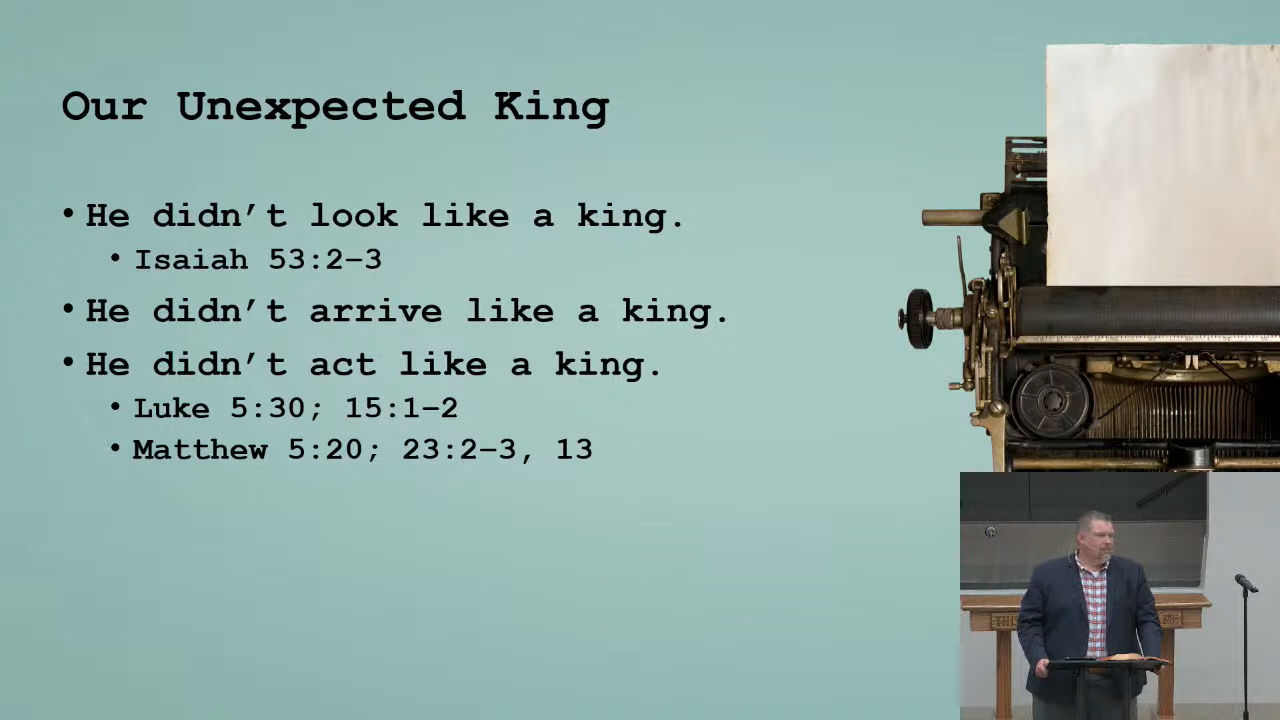 Our Unexpected King
• He didn’t look like a king.
• Isaiah 53:2–3
• He didn’t arrive like a king.
• He didn’t act like a king.
• Luke 5:30; 15:1–2
• Matthew 5:20; 23:2–3, 13